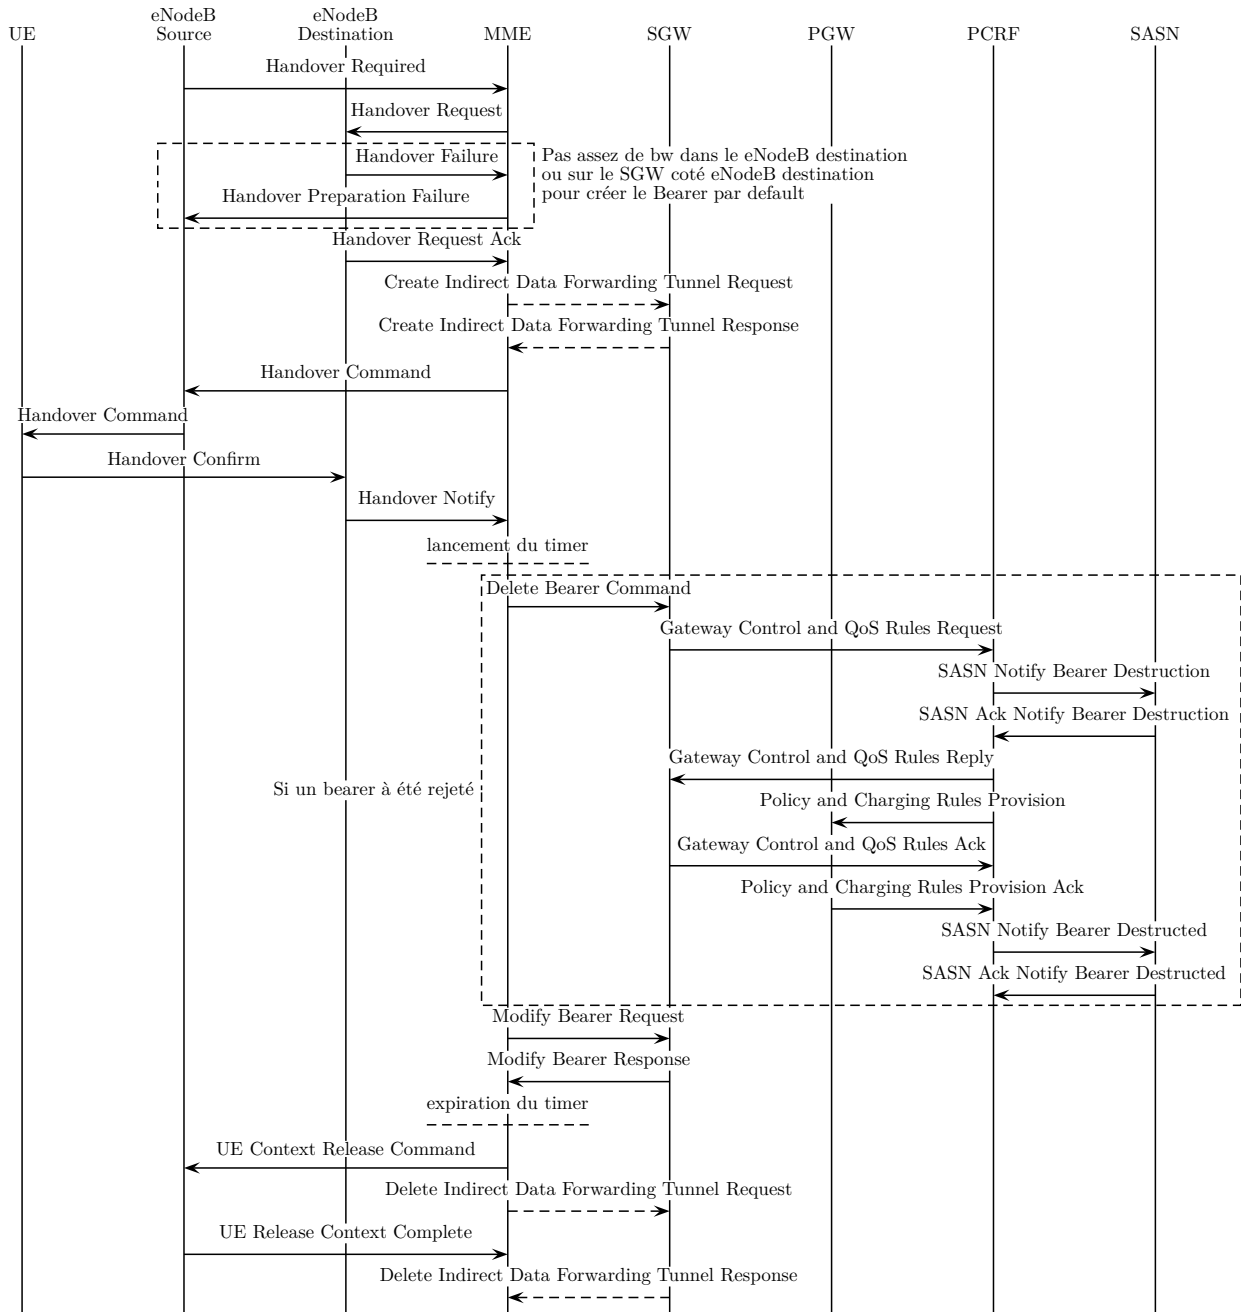 UE
eNodeB
Source
eNodeB
Destination
MME
SGW
PGW
PCRF
SASN
Handover Required
Handover Request
Handover Failure
Pas assez de bw dans le eNodeB destination
ou sur le SGW coté eNodeB destination
pour créer le Bearer par default
Handover Preparation Failure
Handover Request Ack
Create Indirect Data Forwarding Tunnel Request
Create Indirect Data Forwarding Tunnel Response
Handover Command
Handover Command
Handover Confirm
Handover Notify
lancement du timer
Delete Bearer Command
Gateway Control and QoS Rules Request
SASN Notify Bearer Destruction
SASN Ack Notify Bearer Destruction
Gateway Control and QoS Rules Reply
Si un bearer à été rejeté
Policy and Charging Rules Provision
Gateway Control and QoS Rules Ack
Policy and Charging Rules Provision Ack
SASN Notify Bearer Destructed
SASN Ack Notify Bearer Destructed
Modify Bearer Request
Modify Bearer Response
expiration du timer
UE Context Release Command
Delete Indirect Data Forwarding Tunnel Request
UE Release Context Complete
Delete Indirect Data Forwarding Tunnel Response